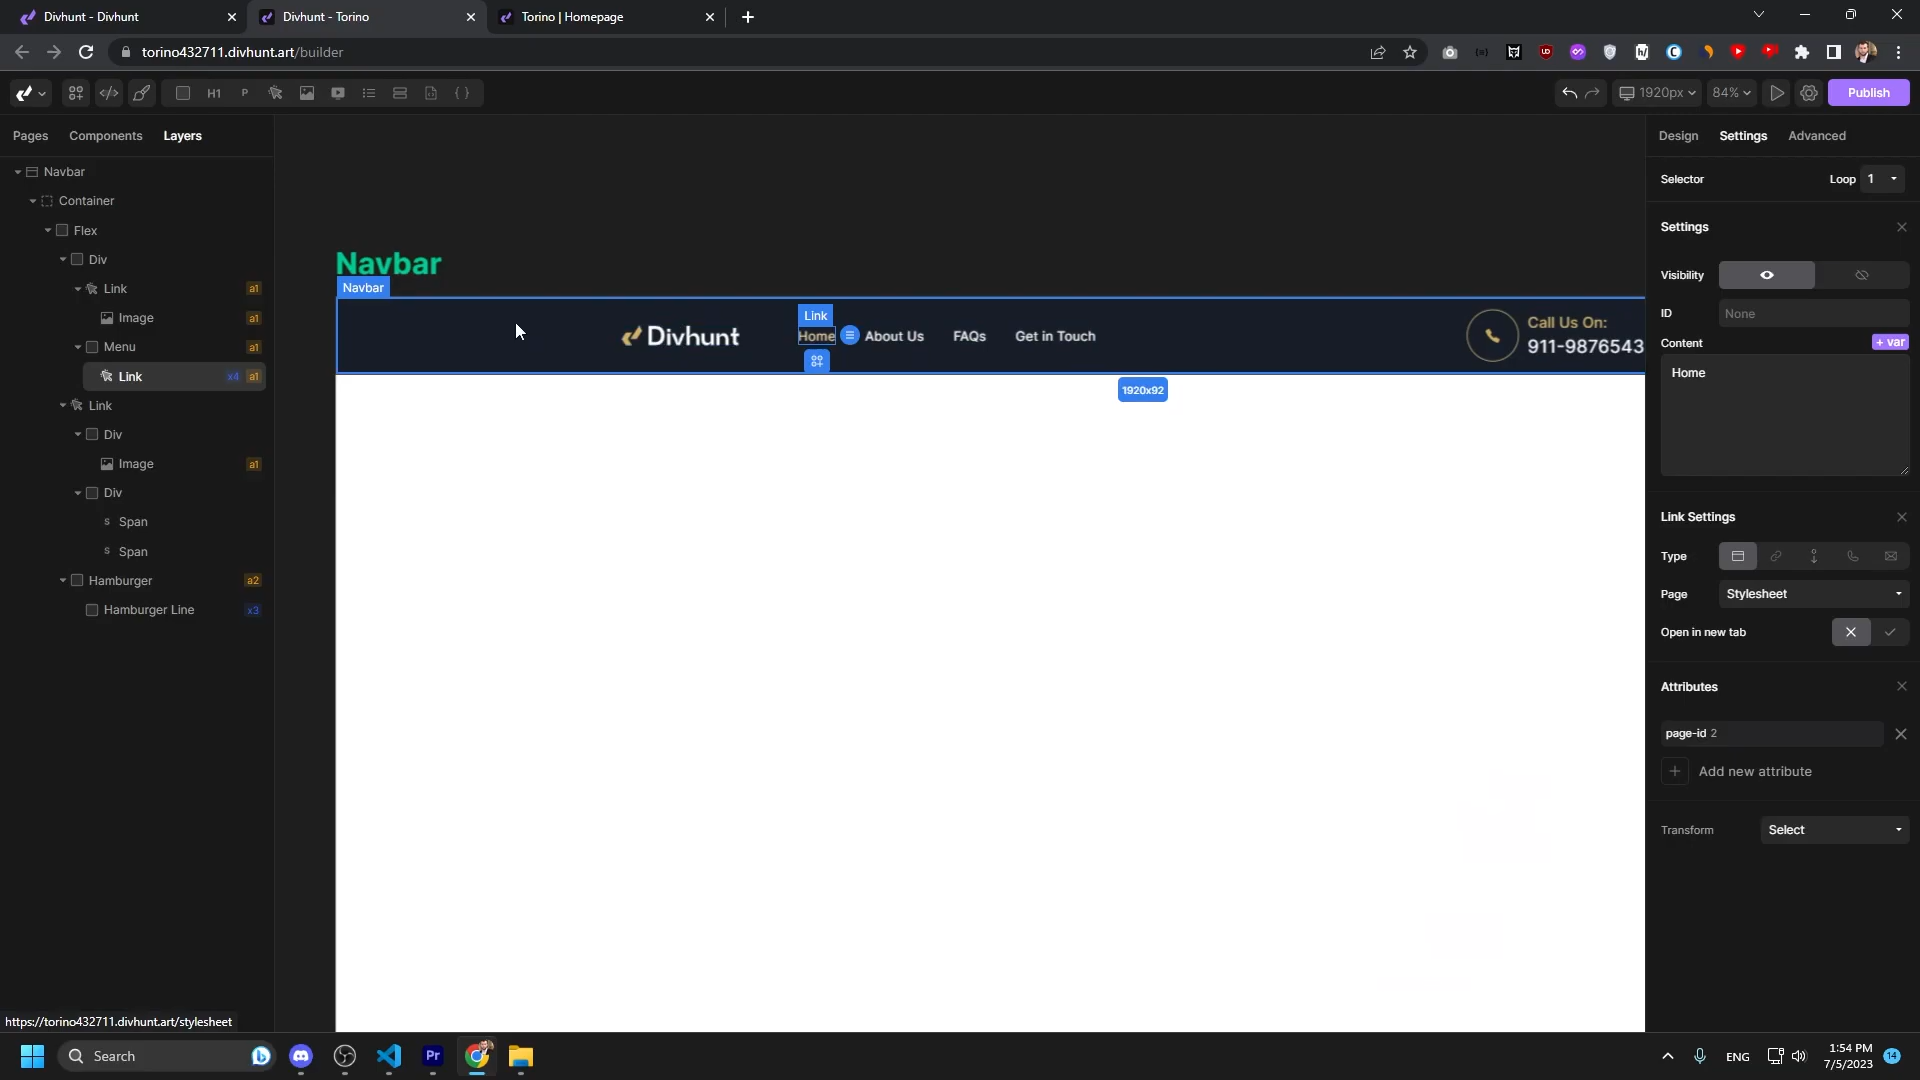 Divhunt - Divhunt
Divhunt - Torino
Torino | Homepage
torino432711.divhunt.art/builder
H1
P
1920px
84%
Publish
Pages
Components
Layers
Navbar
Container
Flex
Div
Link
a1
Image
a1
Menu
a1
Link
x4
a1
Link
Div
Image
a1
Div
S Span
S Span
Hamburger
a2
Hamburger Line
x3
https://torino432711.divhunt.art/stylesheet
Navbar
Navbar
Divhunt
Link
Home
About Us
FAQs
Get in Touch
Call Us On:
911-9876543
1920x92
Design
Settings
Advanced
Selector
Loop
1
Settings
Visibility
ID
None
Content
+ var
Home
Link Settings
Type
Page
Stylesheet
Open in new tab
Attributes
page-id 2
Add new attribute
Transform
Select
Search
Pr
ENG
1:54 PM
7/5/2023
14